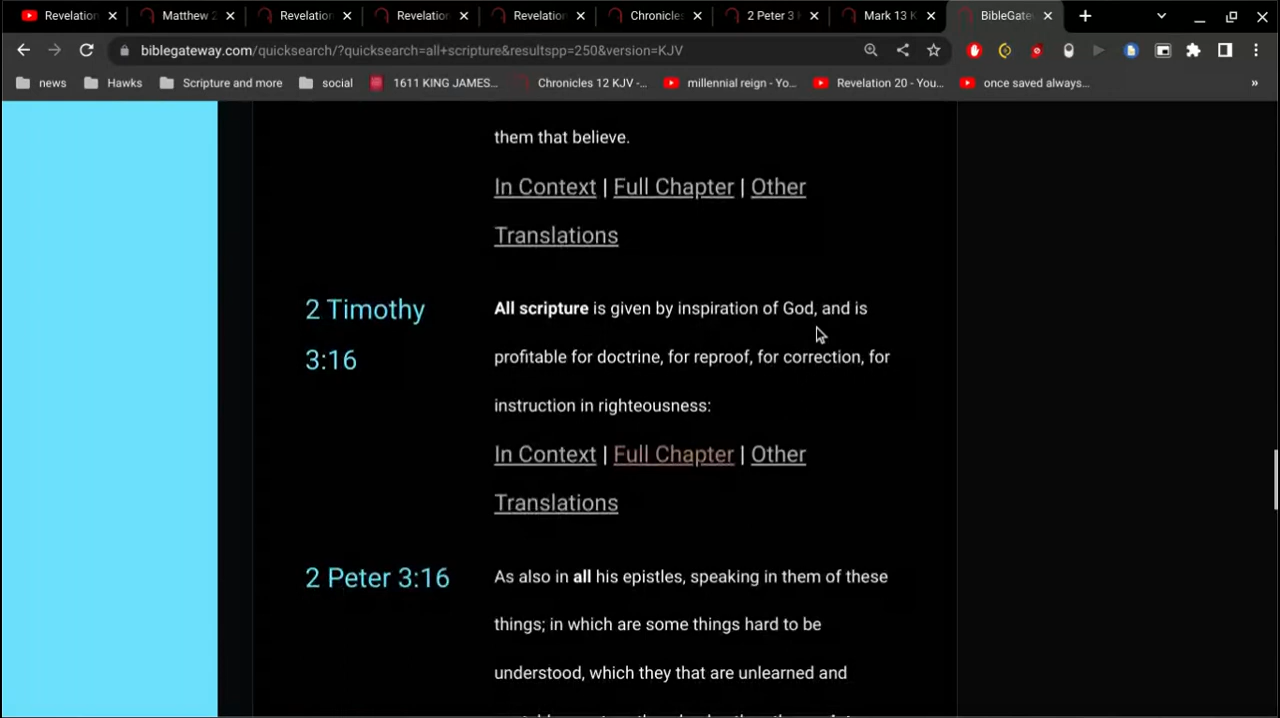 Revelation
Matthew 2
Revelation
Revelation
Revelation
Chronicles
2 Peter 3
Mark 13 K
BibleGate
biblegateway.com/quicksearch/?quicksearch=all+scripture&resultspp=250&version=KJV
news
Hawks
Scripture and more
social
1611 KING JAMES...
Chronicles 12 KJV -...
millennial reign - Yo...
Revelation 20 - You...
once saved always...
»
them that believe.
In Context | Full Chapter | Other
Translations
2 Timothy
3:16
All scripture is given by inspiration of God, and is
profitable for doctrine, for reproof, for correction, for
instruction in righteousness:
In Context | Full Chapter | Other
Translations
2 Peter 3:16
As also in all his epistles, speaking in them of these
things; in which are some things hard to be
understood, which they that are unlearned and